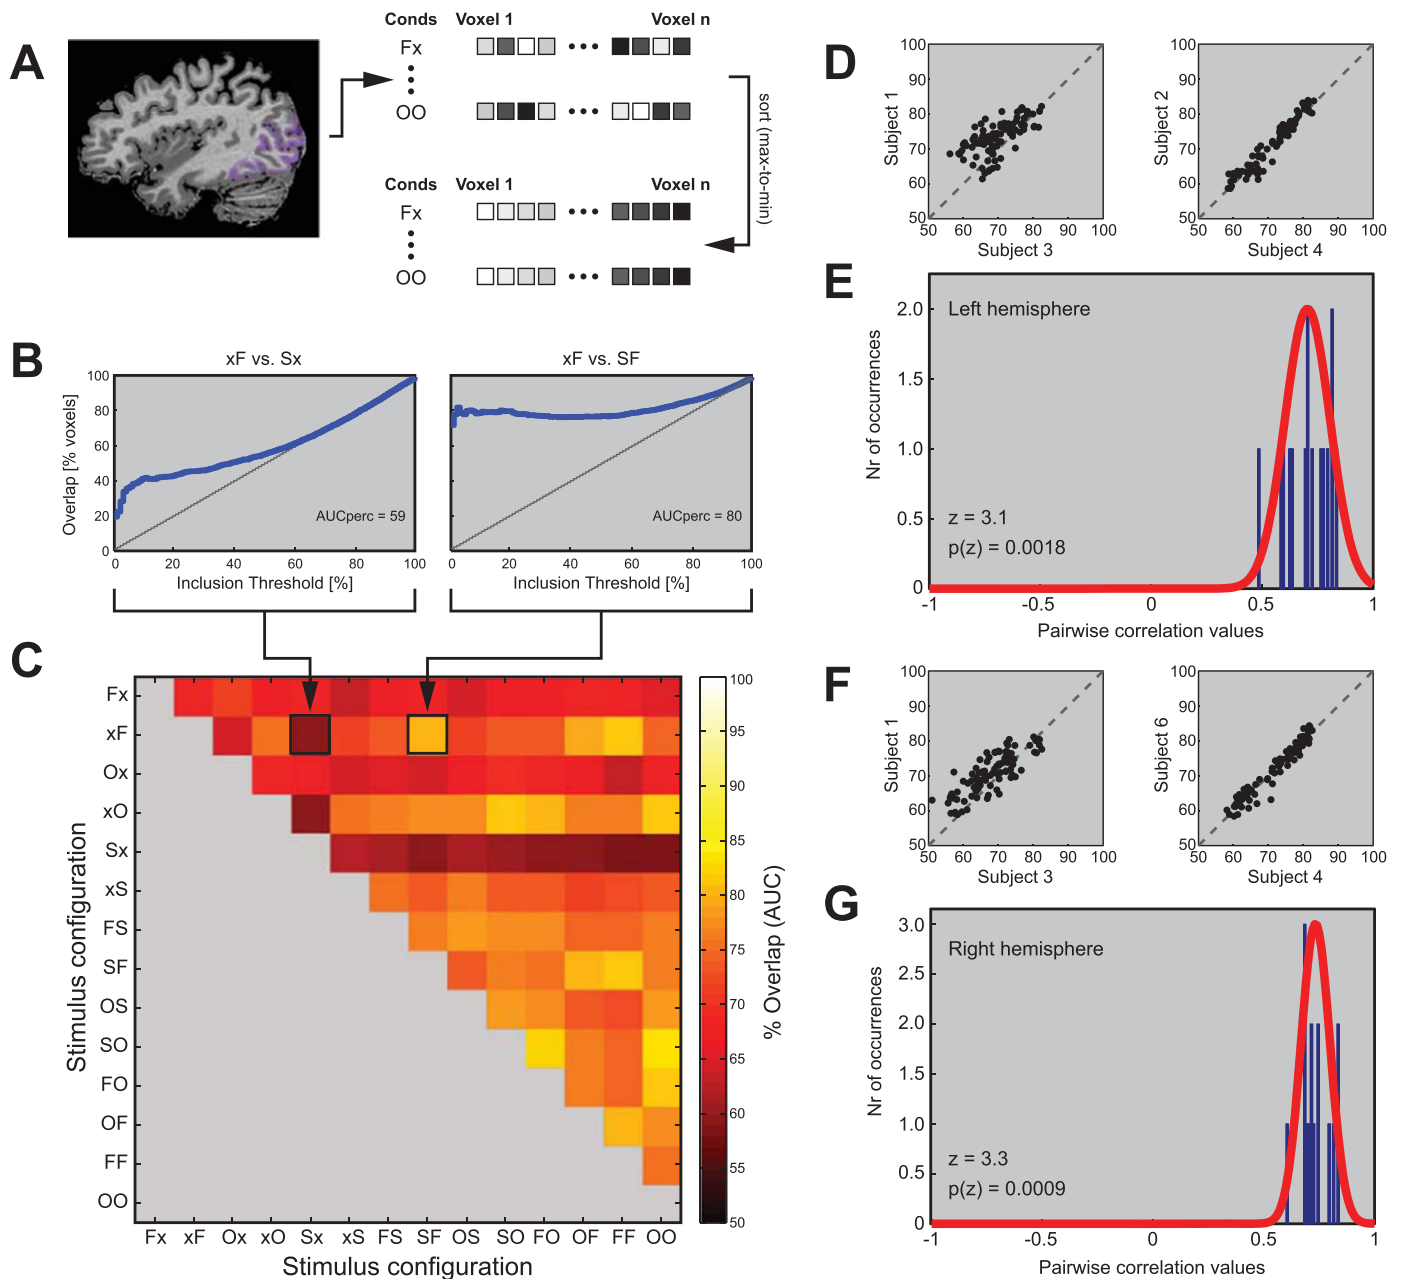 A
Conds Voxel 1 Voxel n
Fx
OO
Conds Voxel 1 Voxel n
Fx
OO
sort (max-to-min)
B
xF vs. Sx
Overlap [% voxels]
100
80
60
40
20
0
AUCperc = 59
0 20 40 60 80 100
Inclusion Threshold [%]
xF vs. SF
AUCperc = 80
0 20 40 60 80 100
Inclusion Threshold [%]
C
Stimulus configuration
Fx
xF
Ox
xO
Sx
xS
FS
SF
OS
SO
FO
OF
FF
OO
Fx xF Ox xO Sx xS FS SF OS SO FO OF FF OO
Stimulus configuration
100
95
90
85
80
75
70
65
60
55
50
% Overlap (AUC)
D
Subject 1
100
90
80
70
60
50
50 60 70 80 90 100
Subject 3
Subject 2
100
90
80
70
60
50
50 60 70 80 90 100
Subject 4
E
Left hemisphere
Nr of occurrences
2.0
1.5
1.0
0.5
0
z = 3.1
p(z) = 0.0018
-1 -0.5 0 0.5 1
Pairwise correlation values
F
Subject 1
100
90
80
70
60
50
50 60 70 80 90 100
Subject 3
Subject 6
100
90
80
70
60
50
50 60 70 80 90 100
Subject 4
G
Right hemisphere
Nr of occurrences
3.0
2.5
2.0
1.5
1.0
0.5
0
z = 3.3
p(z) = 0.0009
-1 -0.5 0 0.5 1
Pairwise correlation values